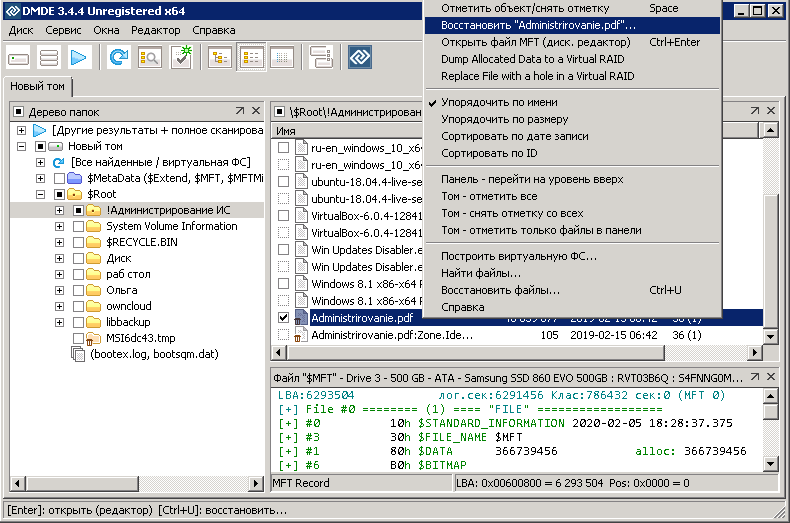 DMDE 3.4.4 Unregistered x64
Диск Сервис Окна !Редактор Справка
Новый том
Дерево папок
[Другие результаты + полное сканирова
Новый том
[Все найденные / виртуальная ФС]
$MetaData ($Extend, $MFT, $MFTMi
$Root
!Администрирование ИС
System Volume Information
$RECYCLE.BIN
Диск
раб стол
Ольга
owncloud
libbackup
MSI6dc43.tmp
(bootex.log, bootsqm.dat)
\$Root\!Администрован
Имя
ru-en_windows_10_x64
ru-en_windows_10_x64
ubuntu-18.04.4-live-se
ubuntu-18.04.4-live-se
VirtualBox-6.0.4-12841
VirtualBox-6.0.4-12841
Win Updates Disabler.e
Win Updates Disabler.e
Windows 8.1 x86-x64 F
Windows 8.1 x86-x64 F
Administrirovanie.pdf 2019-02-15 06:42 36 (1)
Administrirovanie.pdf:Zone.Ide... 105 2019-02-15 06:42 36 (1)
Отметить объект/снять отметку Space
Восстановить "Administrirovanie.pdf"...
Открыть файл MFT (диск. редактор) Ctrl+Enter
Dump Allocated Data to a Virtual RAID
Replace File with a hole in a Virtual RAID
Упорядочить по имени
Упорядочить по размеру
Сортировать по дате записи
Сортировать по ID
Панель - перейти на уровень вверх
Том - отметить все
Том - снять отметку со всех
Том - отметить только файлы в панели
Построить виртуальную ФС...
Найти файлы...
Восстановить файлы... Ctrl+U
Справка
Файл "$MFT" - Drive 3 - 500 GB - ATA - Samsung SSD 860 EVO 500GB : RVT03B6Q : S4FNNG0M...
LBA:6293504 лог.сек:6291456 Клас:786432 сек:0 (MFT 0)
[+] File #0 ======== (1) ==== "FILE" ==================
[+] #0 10h $STANDARD_INFORMATION 2020-02-05 18:28:37.375
[+] #3 30h $FILE_NAME $MFT
[+] #1 80h $DATA 366739456 alloc: 366739456
[+] #6 B0h $BITMAP
MFT Record LBA: 0x00600800 = 6 293 504 Pos: 0x0000 = 0
[Enter]: открыть (редактор) [Ctrl+U]: восстановить...